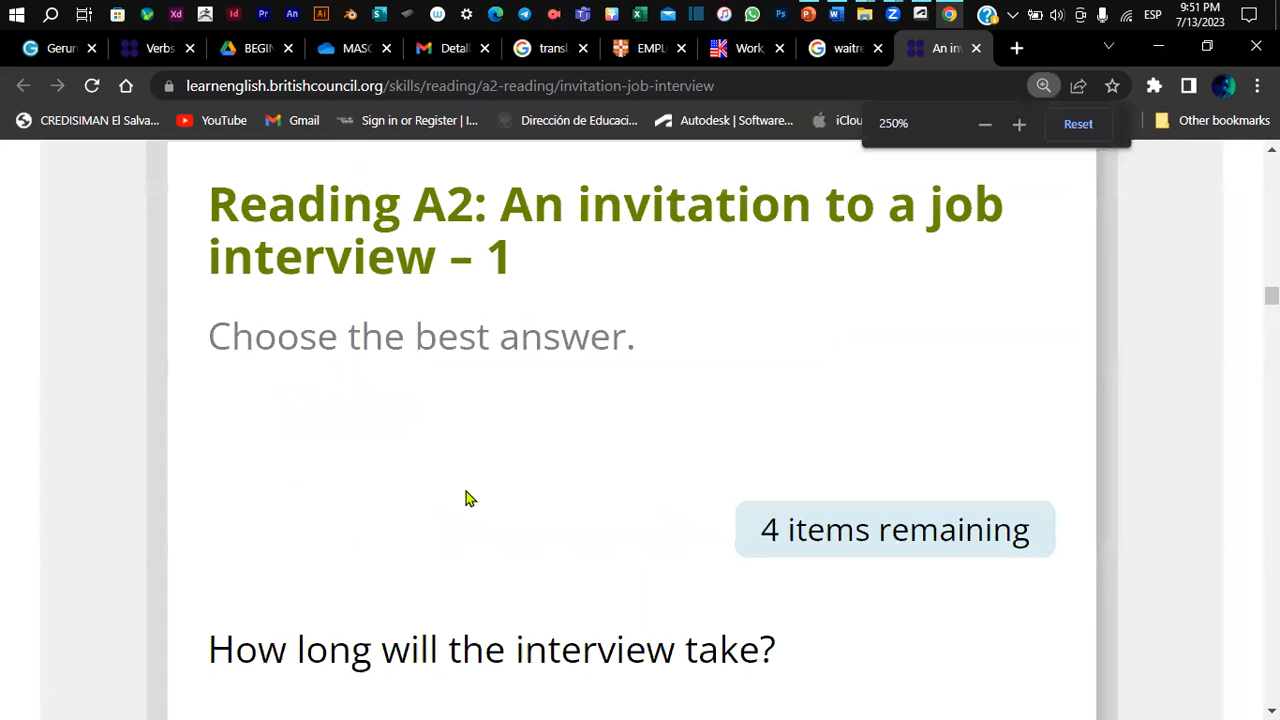 ESP
9:51 PM
7/13/2023
Gerun
Verbs
BEGIN
MASC
Detall
trans
EMPL
Work
waitre
An in
learnenglish.britishcouncil.org/skills/reading/a2-reading/invitation-job-interview
CREDISIMAN El Salva...
YouTube
Gmail
Sign in or Register | I...
Dirección de Educaci...
Autodesk | Software...
iClou
Other bookmarks
250%
Reset
Reading A2: An invitation to a job
interview – 1
Choose the best answer.
4 items remaining
How long will the interview take?